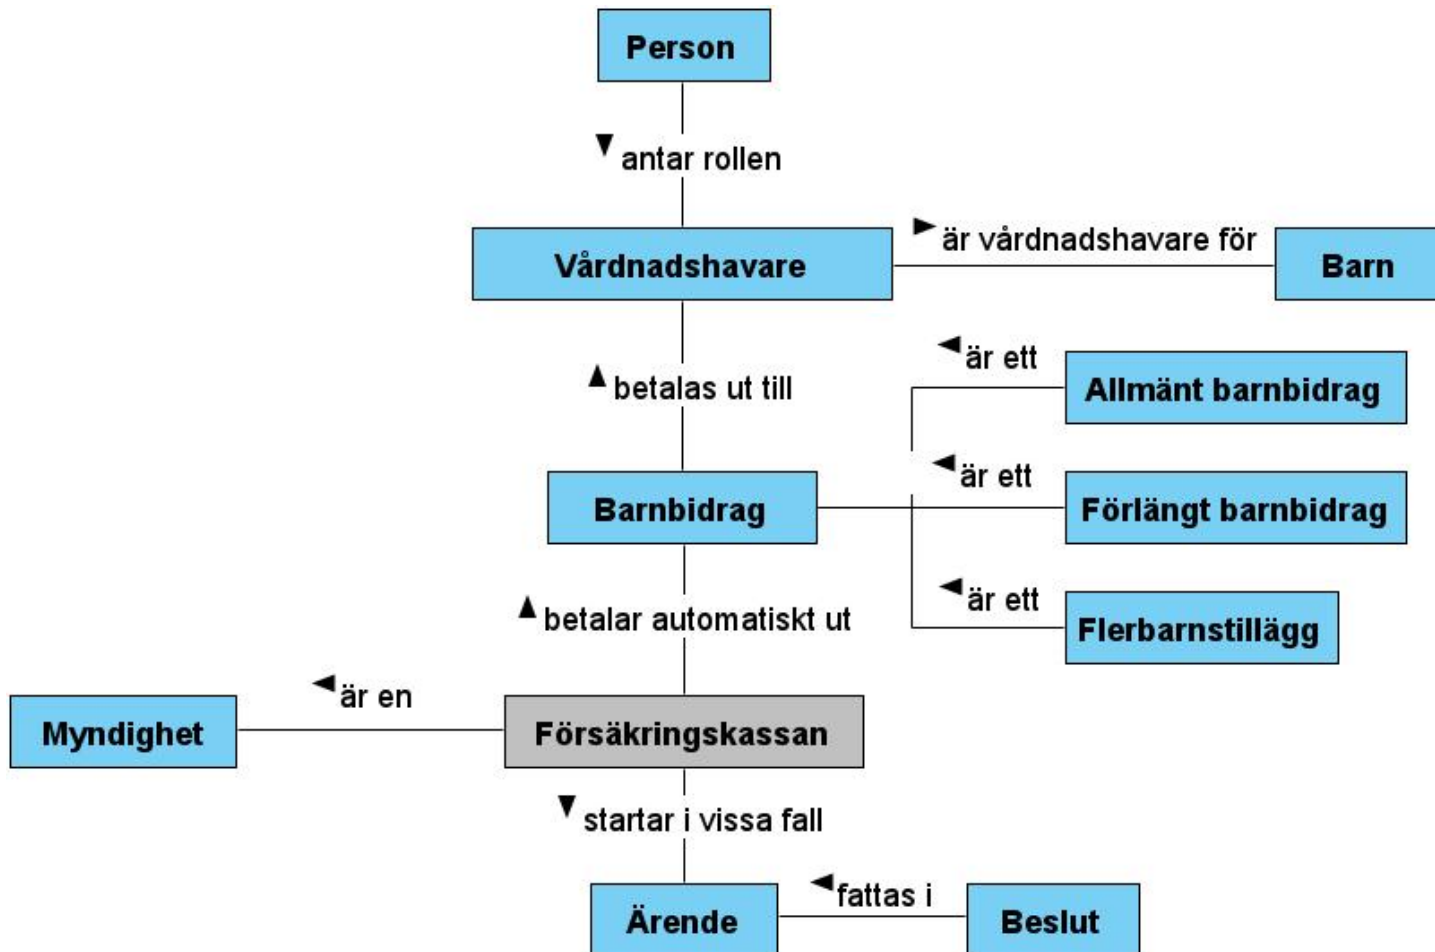 Person
antar rollen
Vårdnadshavare
är vårdnadshavare för
Barn
är ett
Allmänt barnbidrag
betalas ut till
är ett
Förlängt barnbidrag
Barnbidrag
är ett
Flerbarnstillägg
betalar automatiskt ut
är en
Myndighet
Försäkringskassan
startar i vissa fall
Ärende
fattas i
Beslut